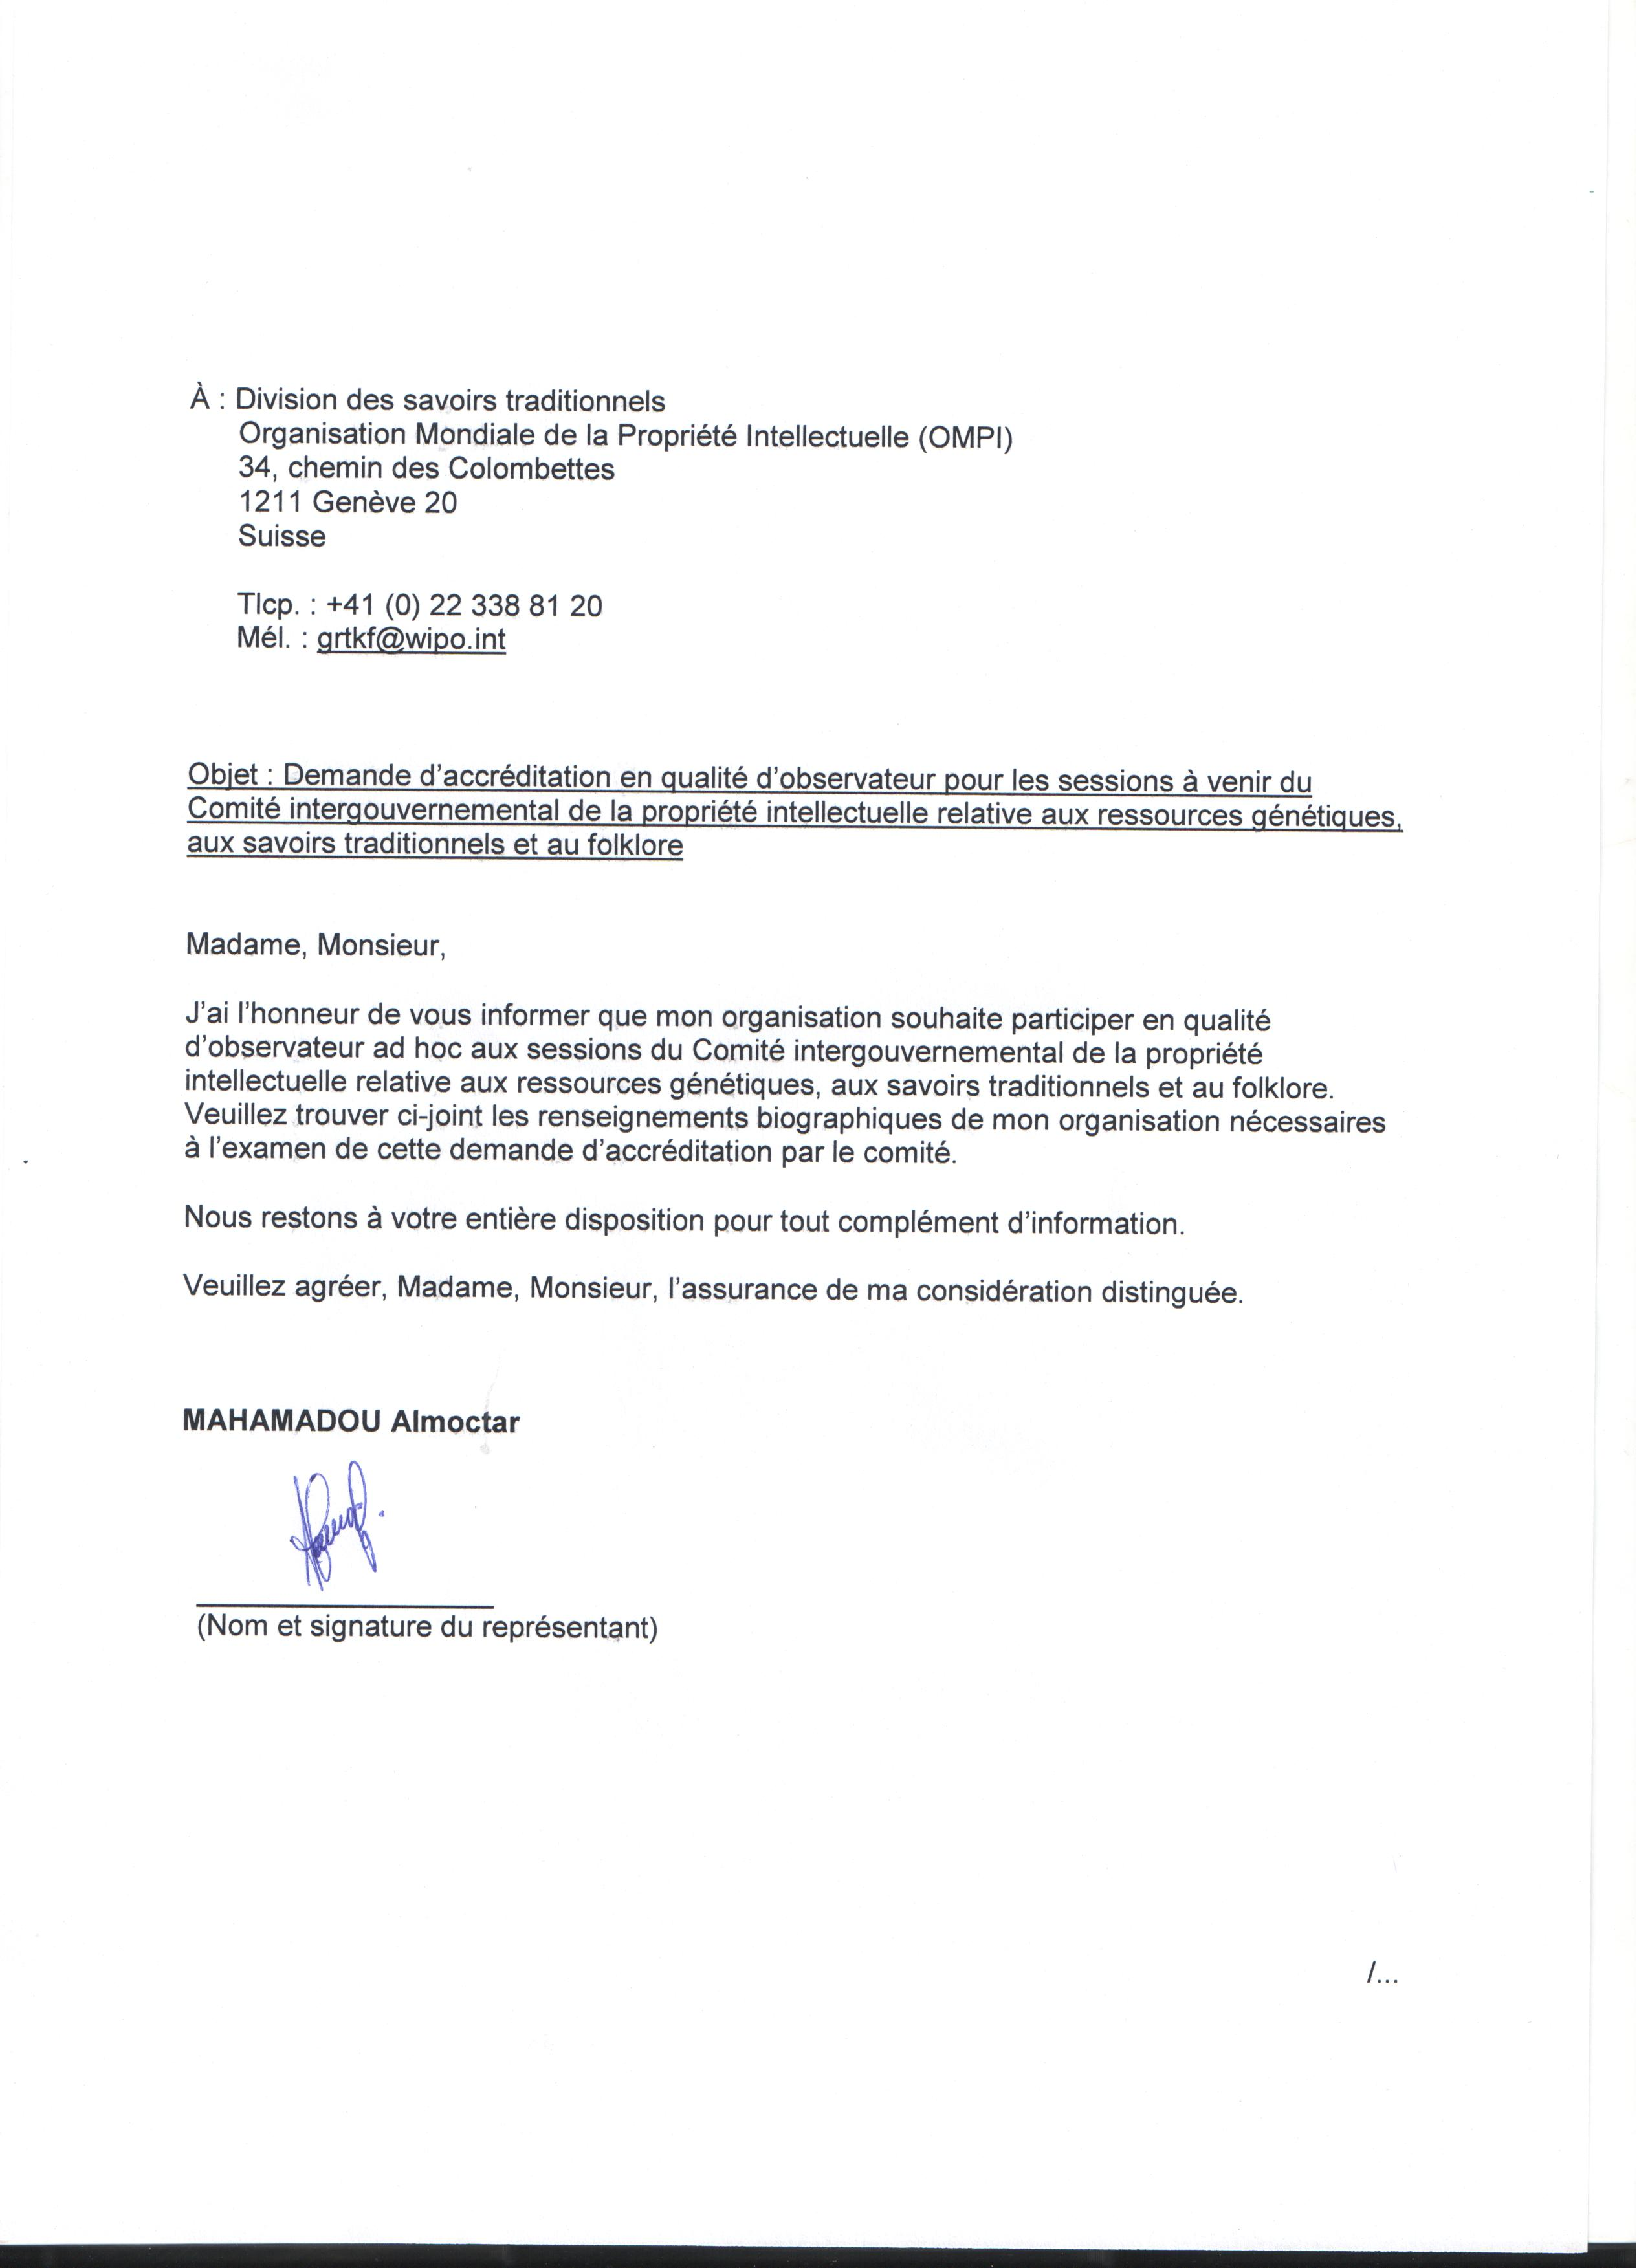 À : Division des savoirs traditionnels
Organisation Mondiale de la Propriété Intellectuelle (OMPI)
34, chemin des Colombettes
1211 Genève 20
Suisse
Tlcp. : +41 (0) 22 338 81 20
Mél. : grtkf@wipo.int
Objet : Demande d'accréditation en qualité d'observateur pour les sessions à venir du
Comité intergouvernemental de la propriété intellectuelle relative aux ressources génétiques,
aux savoirs traditionnels et au folklore
Madame, Monsieur,
J'ai l'honneur de vous informer que mon organisation souhaite participer en qualité
d'observateur ad hoc aux sessions du Comité intergouvernemental de la propriété
intellectuelle relative aux ressources génétiques, aux savoirs traditionnels et au folklore.
Veuillez trouver ci-joint les renseignements biographiques de mon organisation nécessaires
à l'examen de cette demande d'accréditation par le comité.
Nous restons à votre entière disposition pour tout complément d'information.
Veuillez agréer, Madame, Monsieur, l'assurance de ma considération distinguée.
MAHAMADOU Almoctar
(Nom et signature du représentant)
/...